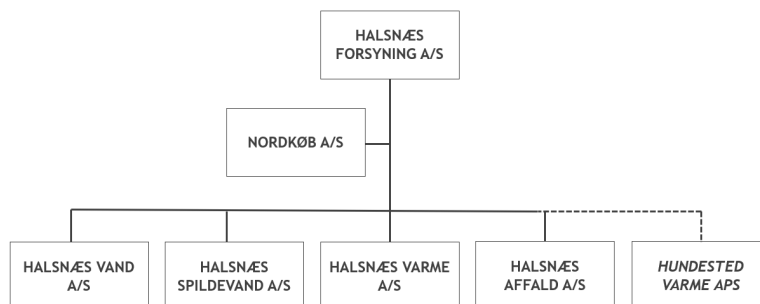 HALSNÆS
FORSYNING A/S
NORDKØB A/S
HALSNÆS VAND
A/S
HALSNÆS
SPILDEVAND A/S
HALSNÆS VARME
A/S
HALSNÆS
AFFALD A/S
HUNDESTED
VARME APS